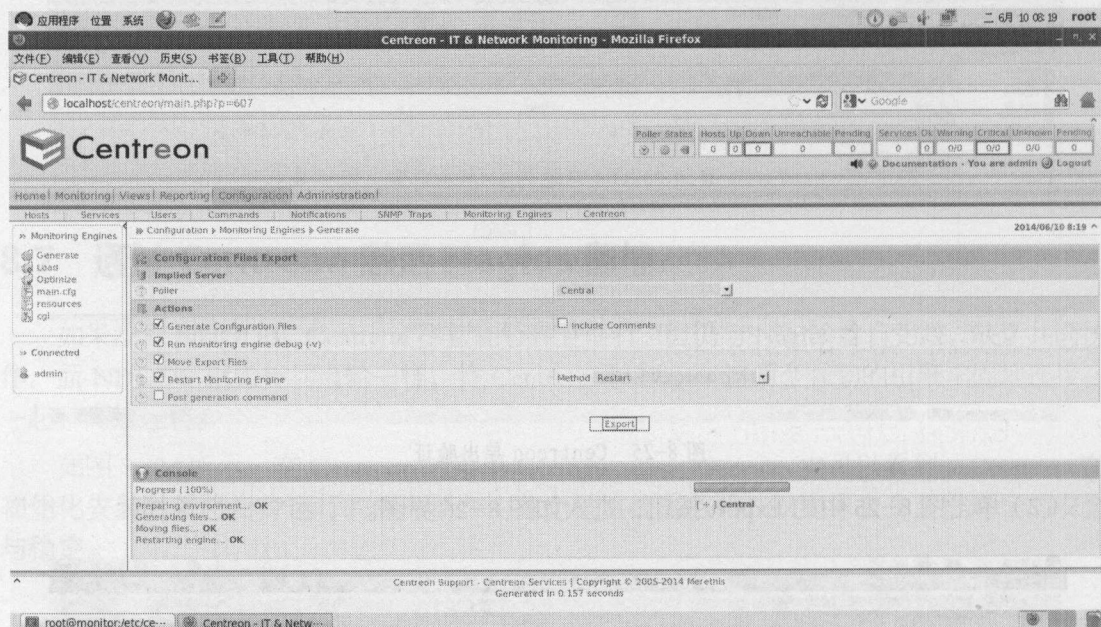 应用程序 位置 系统 二 6月 10 08:19 root
Centreon - IT & Network Monitoring - Mozilla Firefox
文件(F) 编辑(E) 查看(V) 历史(S) 书签(B) 工具(T) 帮助(H)
Centreon - IT & Network Monit...
localhost/centreon/main.php?p=607 Google
Centreon
Poller States Hosts Up Down Unreachable Pending Services Ok Warning Critical Unknown Pending
0 0 0 0 0 0 0 0/0 0/0 0/0 0
Documentation - You are admin Logout
Home Monitoring Views Reporting Configuration Administration
Hosts Services Users Commands Notifications SNMP Traps Monitoring Engines Centreon
Monitoring Engines
Generate
Load
Optimize
main.cfg
resources
cgi
Connected
admin
Configuration Monitoring Engines Generate 2014/06/10 8:19
Configuration Files Export
Implied Server
Poller Central
Actions
Generate Configuration Files Include Comments
Run monitoring engine debug (-v)
Move Export Files
Restart Monitoring Engine Method Restart
Post generation command
Export
Console
Progress (100%)
Preparing environment... OK [ - ] Central
Generating files... OK
Moving files... OK
Restarting engine... OK
Centreon Support - Centreon Services | Copyright © 2005-2014 Merethis
Generated in 0.157 seconds
root@monitor:/etc/ce... Centreon - IT & Netw...